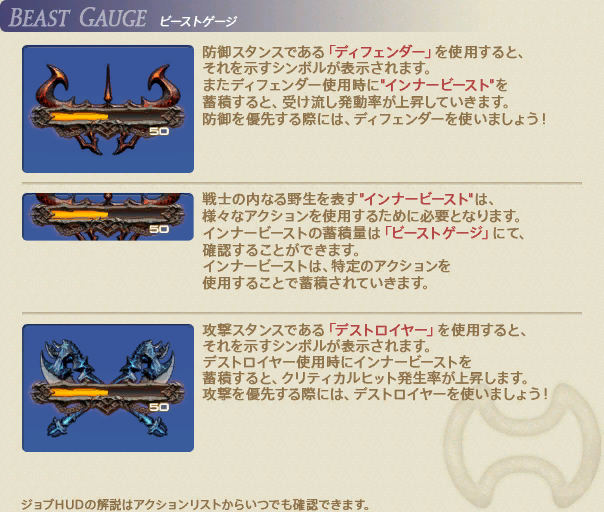 BEAST GAUGE ビーストゲージ
防御スタンスである「ディフェンダー」を使用すると、
それを示すシンボルが表示されます。
またディフェンダー使用時に"インナービースト"を
蓄積すると、受け流し発動率が上昇していきます。
防御を優先する際には、ディフェンダーを使いましょう！
50
戦士の内なる野生を表す"インナービースト"は、
様々なアクションを使用するために必要となります。
インナービーストの蓄積量は「ビーストゲージ」にて、
確認することができます。
インナービーストは、特定のアクションを
使用することで蓄積されていきます。
50
攻撃スタンスである「デストロイヤー」を使用すると、
それを示すシンボルが表示されます。
デストロイヤー使用時にインナービーストを
蓄積すると、クリティカルヒット発生率が上昇します。
攻撃を優先する際には、デストロイヤーを使いましょう！
50
ジョブHUDの解説はアクションリストからいつでも確認できます。